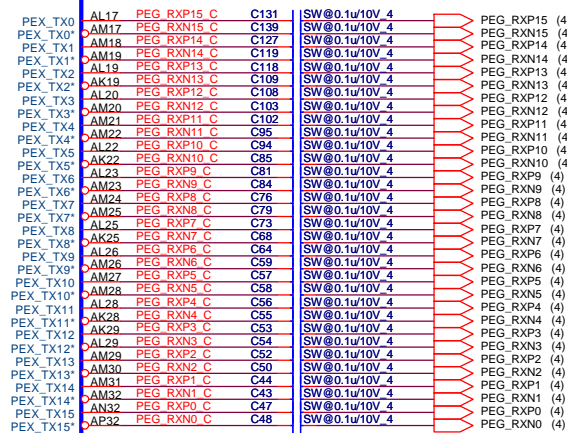 PEX_TX0 AL17 PEG_RXP15_C C131 SW@0.1u/10V_4 PEG_RXP15 (4
PEX_TX0* AM17 PEG_RXN15_C C139 SW@0.1u/10V_4 PEG_RXN15 (4
PEX_TX1 AM18 PEG_RXP14_C C127 SW@0.1u/10V_4 PEG_RXP14 (4
PEX_TX1* AM19 PEG_RXN14_C C119 SW@0.1u/10V_4 PEG_RXN14 (4
PEX_TX2 AL19 PEG_RXP13_C C118 SW@0.1u/10V_4 PEG_RXP13 (4
PEX_TX2* AK19 PEG_RXN13_C C109 SW@0.1u/10V_4 PEG_RXN13 (4
PEX_TX3 AL20 PEG_RXP12_C C108 SW@0.1u/10V_4 PEG_RXP12 (4
PEX_TX3* AM20 PEG_RXN12_C C103 SW@0.1u/10V_4 PEG_RXN12 (4
PEX_TX4 AM21 PEG_RXP11_C C102 SW@0.1u/10V_4 PEG_RXP11 (4
PEX_TX4* AM22 PEG_RXN11_C C95 SW@0.1u/10V_4 PEG_RXN11 (4
PEX_TX5 AL22 PEG_RXP10_C C94 SW@0.1u/10V_4 PEG_RXP10 (4
PEX_TX5* AK22 PEG_RXN10_C C85 SW@0.1u/10V_4 PEG_RXN10 (4
PEX_TX6 AL23 PEG_RXP9_C C81 SW@0.1u/10V_4 PEG_RXP9 (4)
PEX_TX6* AM23 PEG_RXN9_C C84 SW@0.1u/10V_4 PEG_RXN9 (4)
PEX_TX7 AM24 PEG_RXP8_C C76 SW@0.1u/10V_4 PEG_RXP8 (4)
PEX_TX7* AM25 PEG_RXN8_C C79 SW@0.1u/10V_4 PEG_RXN8 (4)
PEX_TX8 AL25 PEG_RXP7_C C73 SW@0.1u/10V_4 PEG_RXP7 (4)
PEX_TX8* AK25 PEG_RXN7_C C68 SW@0.1u/10V_4 PEG_RXN7 (4)
PEX_TX9 AL26 PEG_RXP6_C C64 SW@0.1u/10V_4 PEG_RXP6 (4)
PEX_TX9* AM26 PEG_RXN6_C C59 SW@0.1u/10V_4 PEG_RXN6 (4)
PEX_TX10 AM27 PEG_RXP5_C C57 SW@0.1u/10V_4 PEG_RXP5 (4)
PEX_TX10* AM28 PEG_RXN5_C C58 SW@0.1u/10V_4 PEG_RXN5 (4)
PEX_TX11 AL28 PEG_RXP4_C C56 SW@0.1u/10V_4 PEG_RXP4 (4)
PEX_TX11* AK28 PEG_RXN4_C C55 SW@0.1u/10V_4 PEG_RXN4 (4)
PEX_TX12 AK29 PEG_RXP3_C C53 SW@0.1u/10V_4 PEG_RXP3 (4)
PEX_TX12* AL29 PEG_RXN3_C C54 SW@0.1u/10V_4 PEG_RXN3 (4)
PEX_TX13 AM29 PEG_RXP2_C C52 SW@0.1u/10V_4 PEG_RXP2 (4)
PEX_TX13* AM30 PEG_RXN2_C C50 SW@0.1u/10V_4 PEG_RXN2 (4)
PEX_TX14 AM31 PEG_RXP1_C C44 SW@0.1u/10V_4 PEG_RXP1 (4)
PEX_TX14* AM32 PEG_RXN1_C C43 SW@0.1u/10V_4 PEG_RXN1 (4)
PEX_TX15 AN32 PEG_RXP0_C C47 SW@0.1u/10V_4 PEG_RXP0 (4)
PEX_TX15* AP32 PEG_RXN0_C C48 SW@0.1u/10V_4 PEG_RXN0 (4)